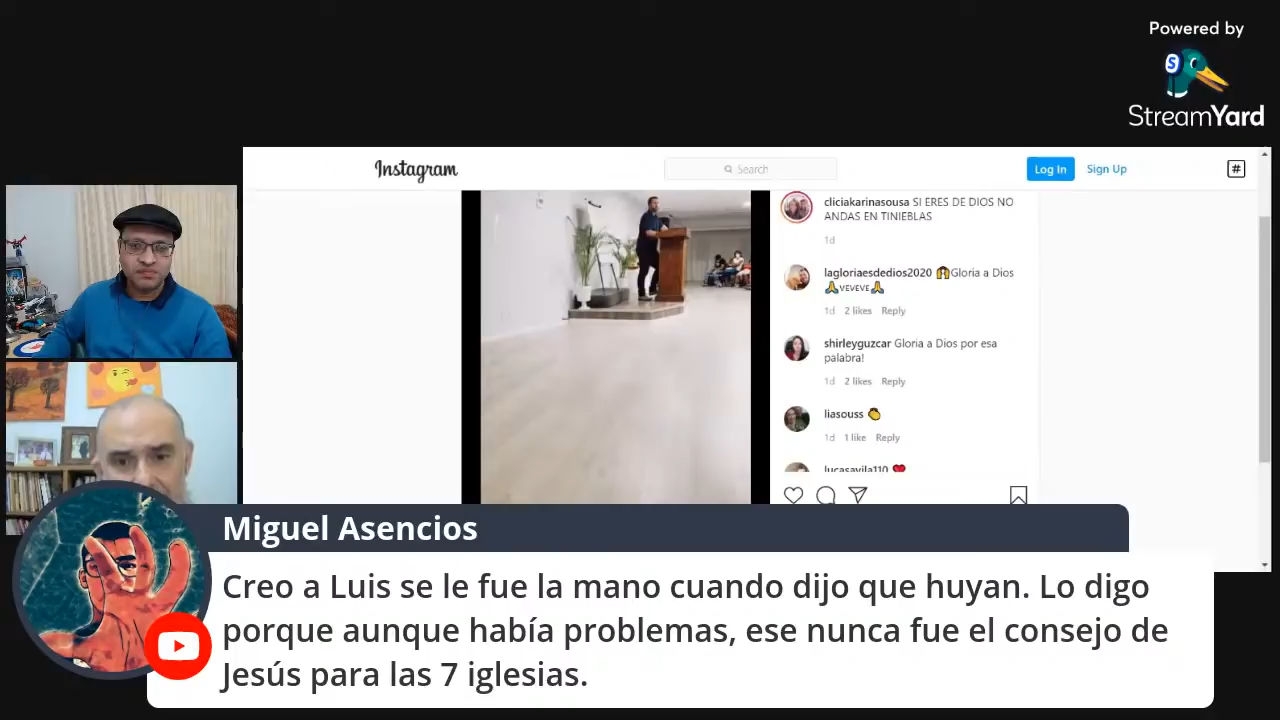 Powered by
StreamYard
Instagram
Search
Log In
Sign Up
#
cliciakarinasousa SI ERES DE DIOS NO
ANDAS EN TINIEBLAS
1d
lagloriaesdedios2020 🙌Gloria a Dios
🙏VEVEVE🙏
1d 2 likes Reply
shirleyguzcar Gloria a Dios por esa
palabra!
1d 2 likes Reply
liasouss 👏
1d 1 like Reply
lucasavila110 ❤️
Miguel Asencios
Creo a Luis se le fue la mano cuando dijo que huyan. Lo digo
porque aunque había problemas, ese nunca fue el consejo de
Jesús para las 7 iglesias.